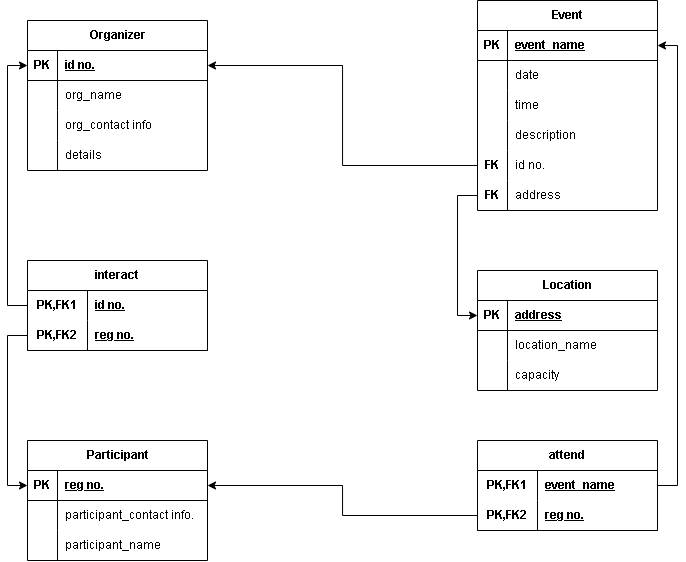 Organizer
PK id no.
org_name
org_contact info
details
Event
PK event_name
date
time
description
FK id no.
FK address
interact
PK,FK1 id no.
PK,FK2 reg no.
Location
PK address
location_name
capacity
Participant
PK reg no.
participant_contact info.
participant_name
attend
PK,FK1 event_name
PK,FK2 reg no.